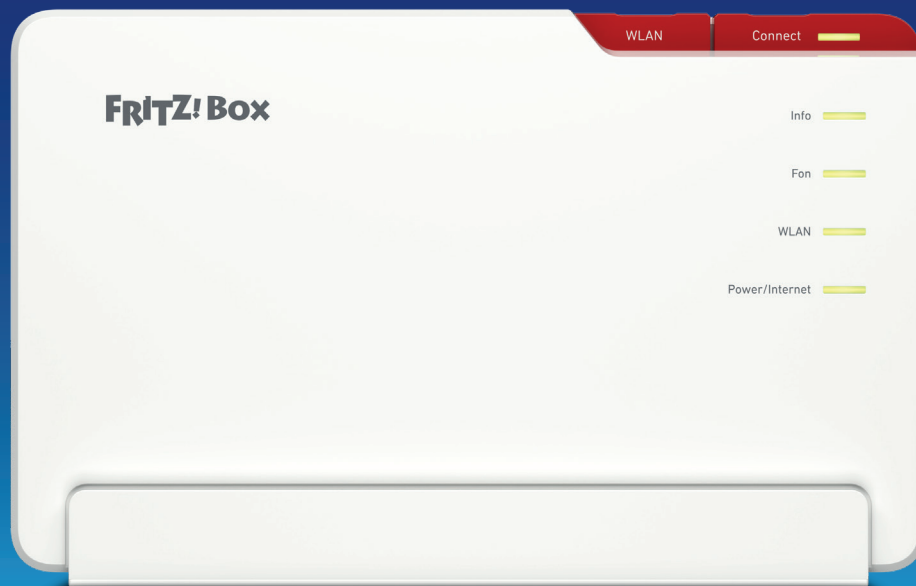 WLAN Connect
FRITZ! Box
Info
Fon
WLAN
Power/Internet